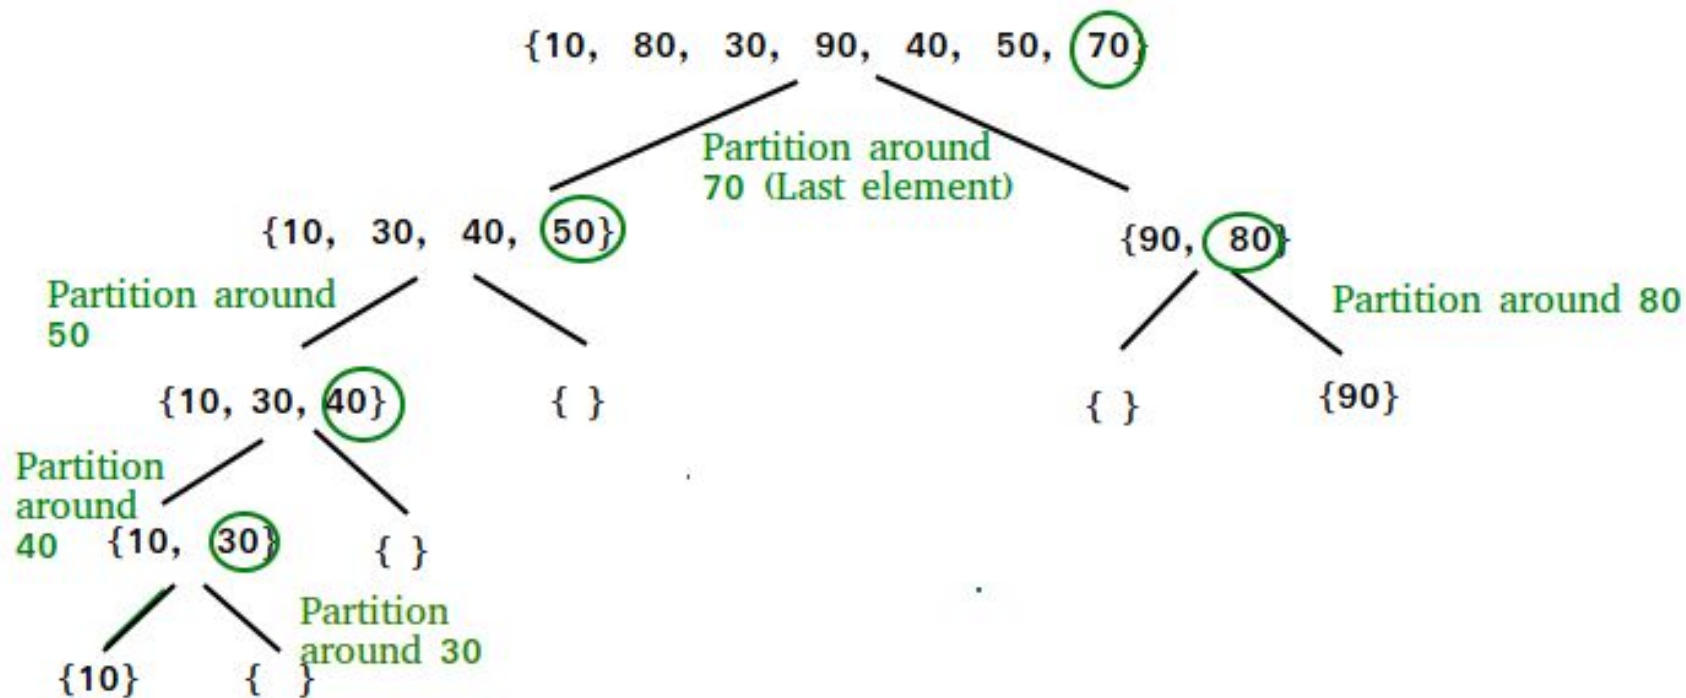 {10, 80, 30, 90, 40, 50, 70}
Partition around
70 (Last element)
{10, 30, 40, 50}
{90, 80}
Partition around
50
Partition around 80
{10, 30, 40}
{ }
{ }
{90}
Partition
around
40
{10, 30}
{ }
Partition
around 30
{10}
{ }